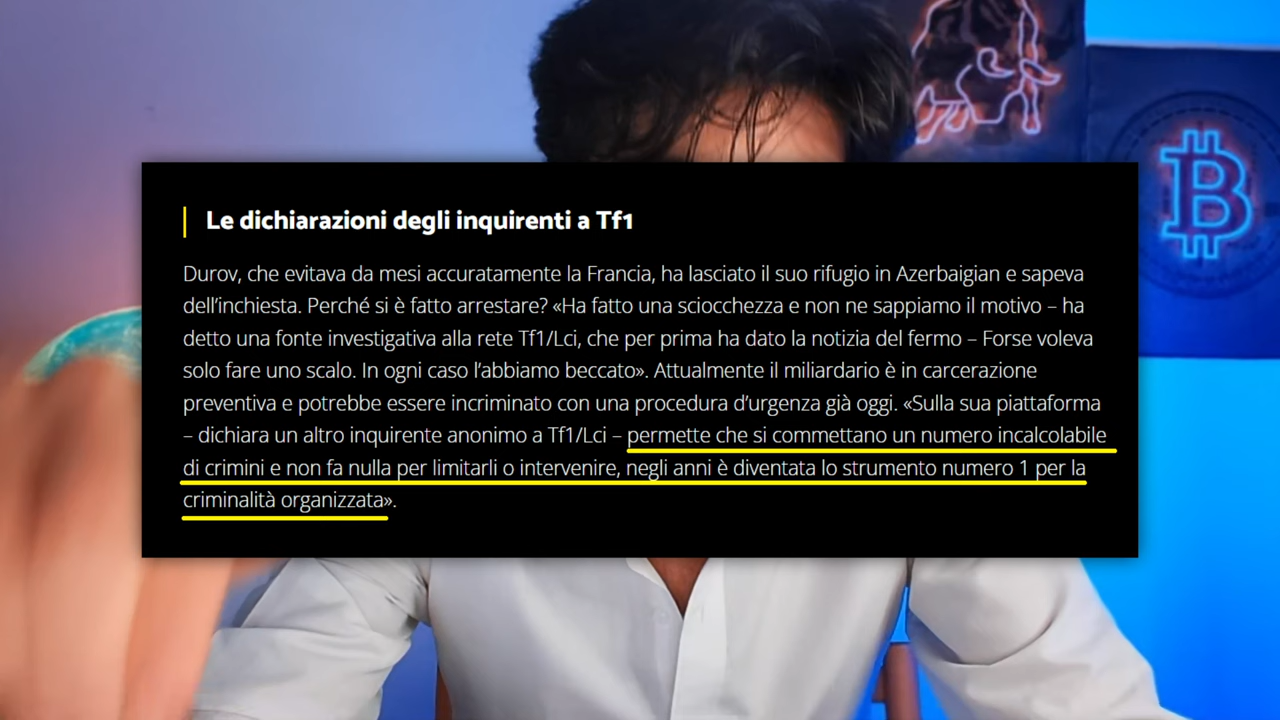 Le dichiarazioni degli inquirenti a Tf1
Durov, che evitava da mesi accuratamente la Francia, ha lasciato il suo rifugio in Azerbaigian e sapeva
dell'inchiesta. Perché si è fatto arrestare? «Ha fatto una sciocchezza e non ne sappiamo il motivo – ha
detto una fonte investigativa alla rete Tf1/Lci, che per prima ha dato la notizia del fermo – Forse voleva
solo fare uno scalo. In ogni caso l'abbiamo beccato». Attualmente il miliardario è in carcerazione
preventiva e potrebbe essere incriminato con una procedura d'urgenza già oggi. «Sulla sua piattaforma
– dichiara un altro inquirente anonimo a Tf1/Lci – permette che si commettano un numero incalcolabile
di crimini e non fa nulla per limitarli o intervenire, negli anni è diventata lo strumento numero 1 per la
criminalità organizzata».